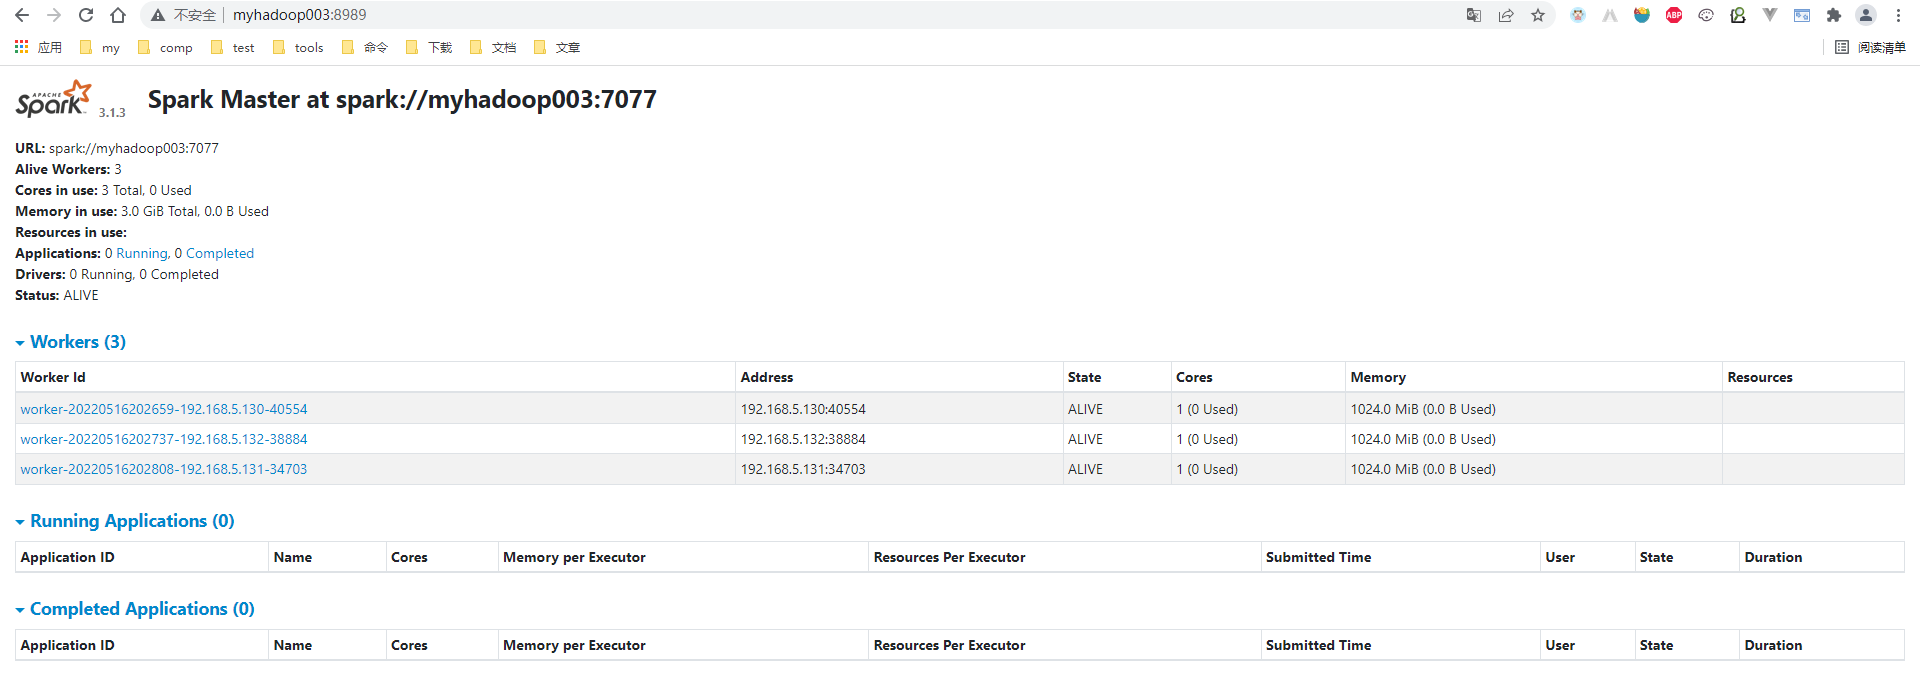 不安全 myhadoop003:8989
ABP
应用 my comp test tools 命令 下载 文档 文章 阅读清单
APACHE Spark 3.1.3 Spark Master at spark://myhadoop003:7077
URL: spark://myhadoop003:7077
Alive Workers: 3
Cores in use: 3 Total, 0 Used
Memory in use: 3.0 GiB Total, 0.0 B Used
Resources in use:
Applications: 0 Running, 0 Completed
Drivers: 0 Running, 0 Completed
Status: ALIVE
Workers (3)
Worker Id Address State Cores Memory Resources
worker-20220516202659-192.168.5.130-40554 192.168.5.130:40554 ALIVE 1 (0 Used) 1024.0 MiB (0.0 B Used)
worker-20220516202737-192.168.5.132-38884 192.168.5.132:38884 ALIVE 1 (0 Used) 1024.0 MiB (0.0 B Used)
worker-20220516202808-192.168.5.131-34703 192.168.5.131:34703 ALIVE 1 (0 Used) 1024.0 MiB (0.0 B Used)
Running Applications (0)
Application ID Name Cores Memory per Executor Resources Per Executor Submitted Time User State Duration
Completed Applications (0)
Application ID Name Cores Memory per Executor Resources Per Executor Submitted Time User State Duration